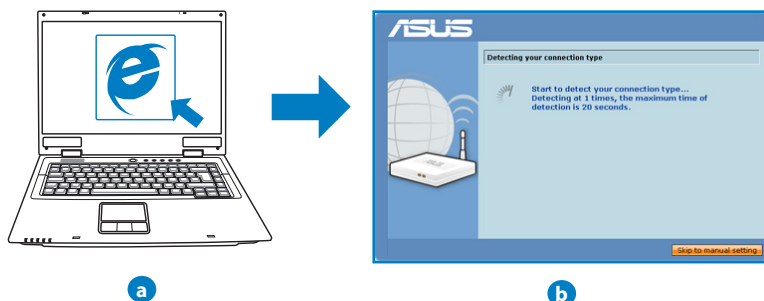 ASUS
Detecting your connection type
Start to detect your connection type...
Detecting at 1 times, the maximum time of
detection is 20 seconds.
ASUS
Skip to manual setting
a
b